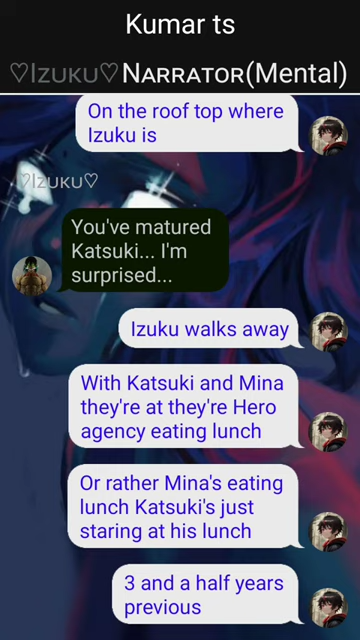 Kumar ts
♡Izuku♡Narrator(Mental)
On the roof top where
Izuku is
♡Izuku♡
You've matured
Katsuki... I'm
surprised...
Izuku walks away
With Katsuki and Mina
they're at they're Hero
agency eating lunch
Or rather Mina's eating
lunch Katsuki's just
staring at his lunch
3 and a half years
previous